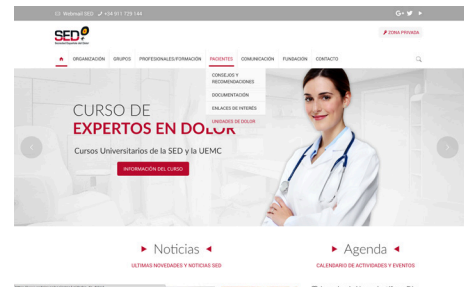 Webmail SED +34 911 729 144
SED
ZONA PRIVADA
ORGANIZACIÓN GRUPOS PROFESIONALES/FORMACIÓN PACIENTES COMUNICACIÓN FUNDACIÓN CONTACTO
CONSEJOS Y
RECOMENDACIONES
DOCUMENTACIÓN
ENLACES DE INTERÉS
UNIDADES DE DOLOR
CURSO DE
EXPERTOS EN DOLOR
Cursos Universitarios de la SED y la UEMC
INFORMACIÓN DEL CURSO
Noticias
ULTIMAS NOVEDADES Y NOTICIAS SED
Agenda
CALENDARIO DE ACTIVIDADES Y EVENTOS